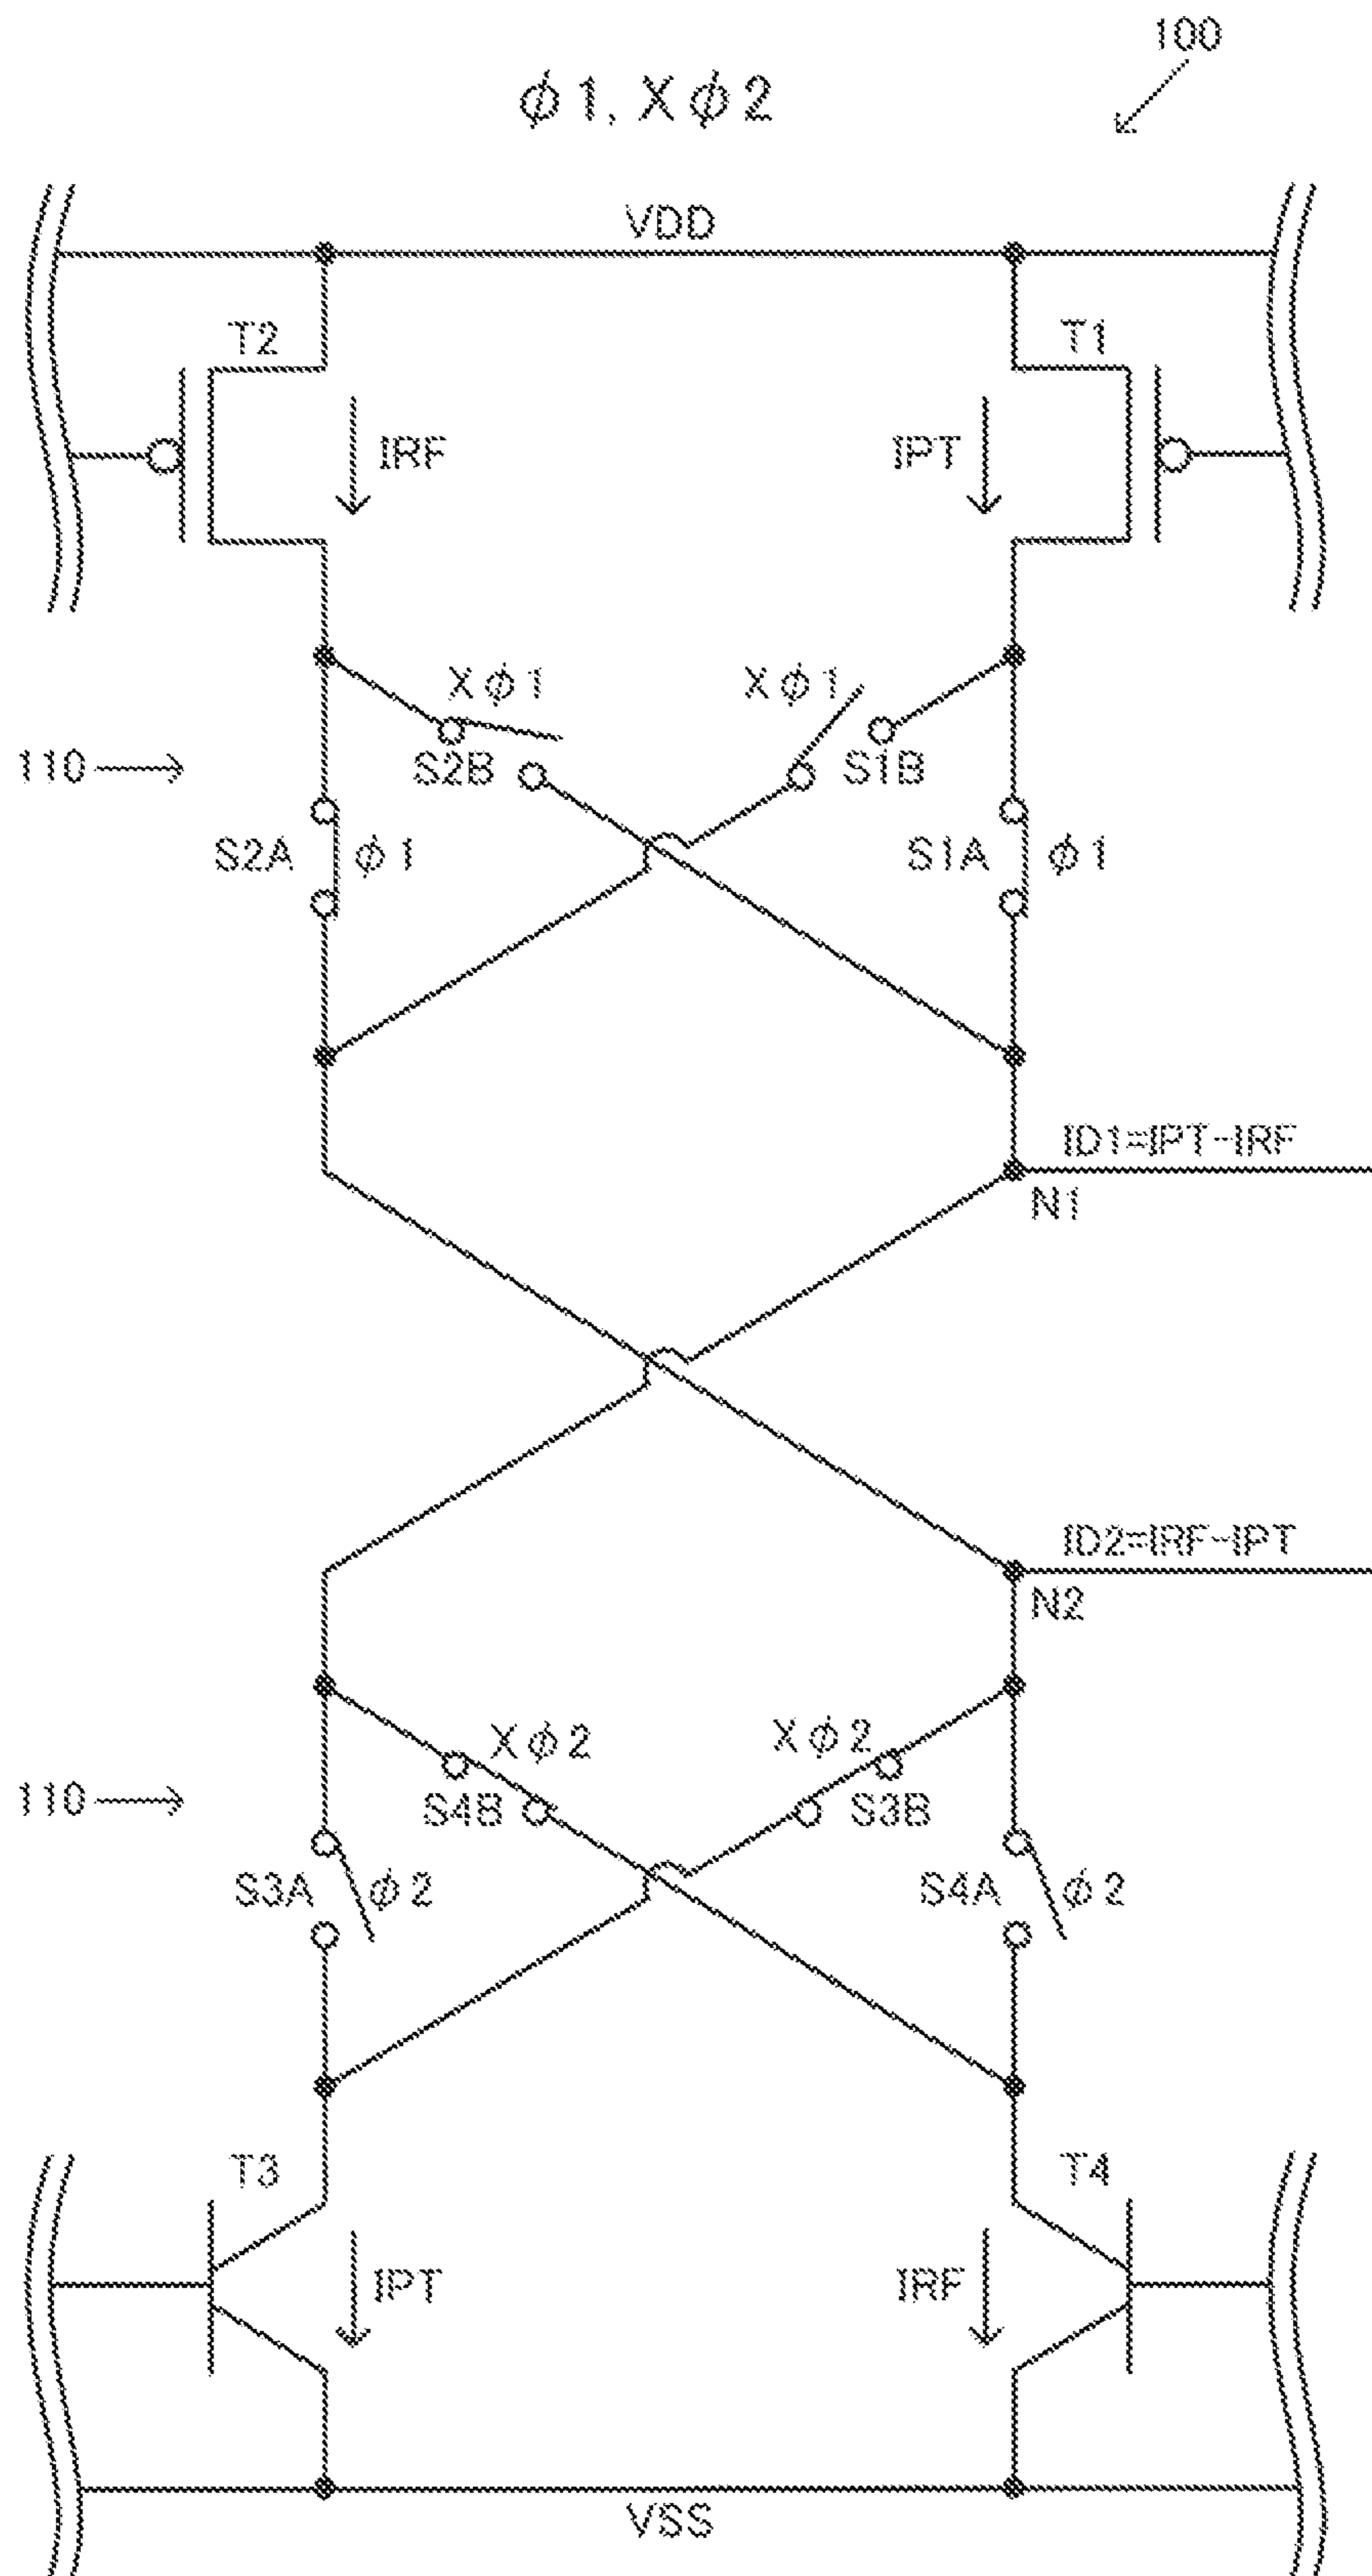 100
ϕ1, Xϕ2
VDD
T2
T1
IRF
IPT
Xϕ1
Xϕ1
110
S2B
S1B
S2A
ϕ1
S1A
ϕ1
ID1=IPT-IRF
N1
ID2=IRF-IPT
N2
Xϕ2
Xϕ2
110
S4B
S3B
S3A
ϕ2
S4A
ϕ2
T3
T4
IPT
IRF
VSS